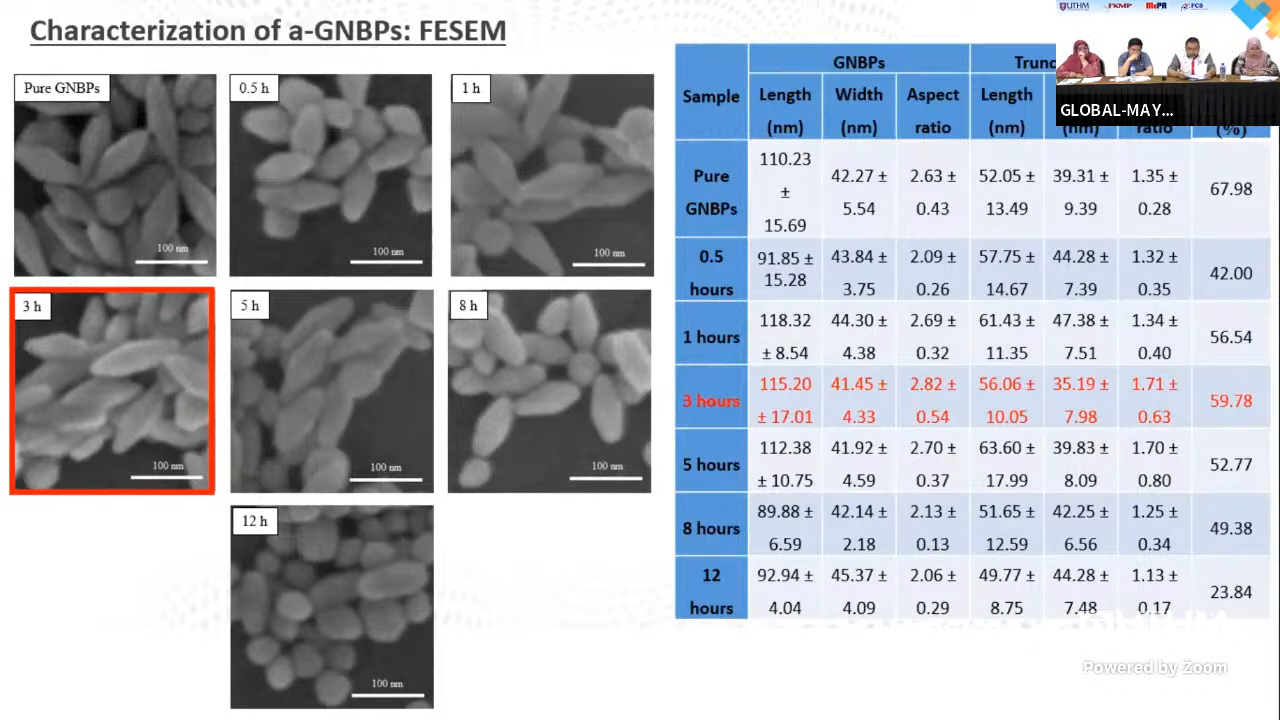 Characterization of a-GNBPs: FESEM
UTHM FKMP FCB
GLOBAL-MAY...
Pure GNBPs
100 nm
0.5 h
100 nm
1 h
100 nm
3 h
100 nm
5 h
100 nm
8 h
100 nm
12 h
100 nm
GNBPs Trunc
Sample Length (nm) Width (nm) Aspect ratio Length (nm) (nm) ratio (%)
Pure GNBPs 110.23 ± 15.69 42.27 ± 5.54 2.63 ± 0.43 52.05 ± 13.49 39.31 ± 9.39 1.35 ± 0.28 67.98
0.5 hours 91.85 ± 15.28 43.84 ± 3.75 2.09 ± 0.26 57.75 ± 14.67 44.28 ± 7.39 1.32 ± 0.35 42.00
1 hours 118.32 ± 8.54 44.30 ± 4.38 2.69 ± 0.32 61.43 ± 11.35 47.38 ± 7.51 1.34 ± 0.40 56.54
3 hours 115.20 ± 17.01 41.45 ± 4.33 2.82 ± 0.54 56.06 ± 10.05 35.19 ± 7.98 1.71 ± 0.63 59.78
5 hours 112.38 ± 10.75 41.92 ± 4.59 2.70 ± 0.37 63.60 ± 17.99 39.83 ± 8.09 1.70 ± 0.80 52.77
8 hours 89.88 ± 6.59 42.14 ± 2.18 2.13 ± 0.13 51.65 ± 12.59 42.25 ± 6.56 1.25 ± 0.34 49.38
12 hours 92.94 ± 4.04 45.37 ± 4.09 2.06 ± 0.29 49.77 ± 8.75 44.28 ± 7.48 1.13 ± 0.17 23.84
Powered by Zoom